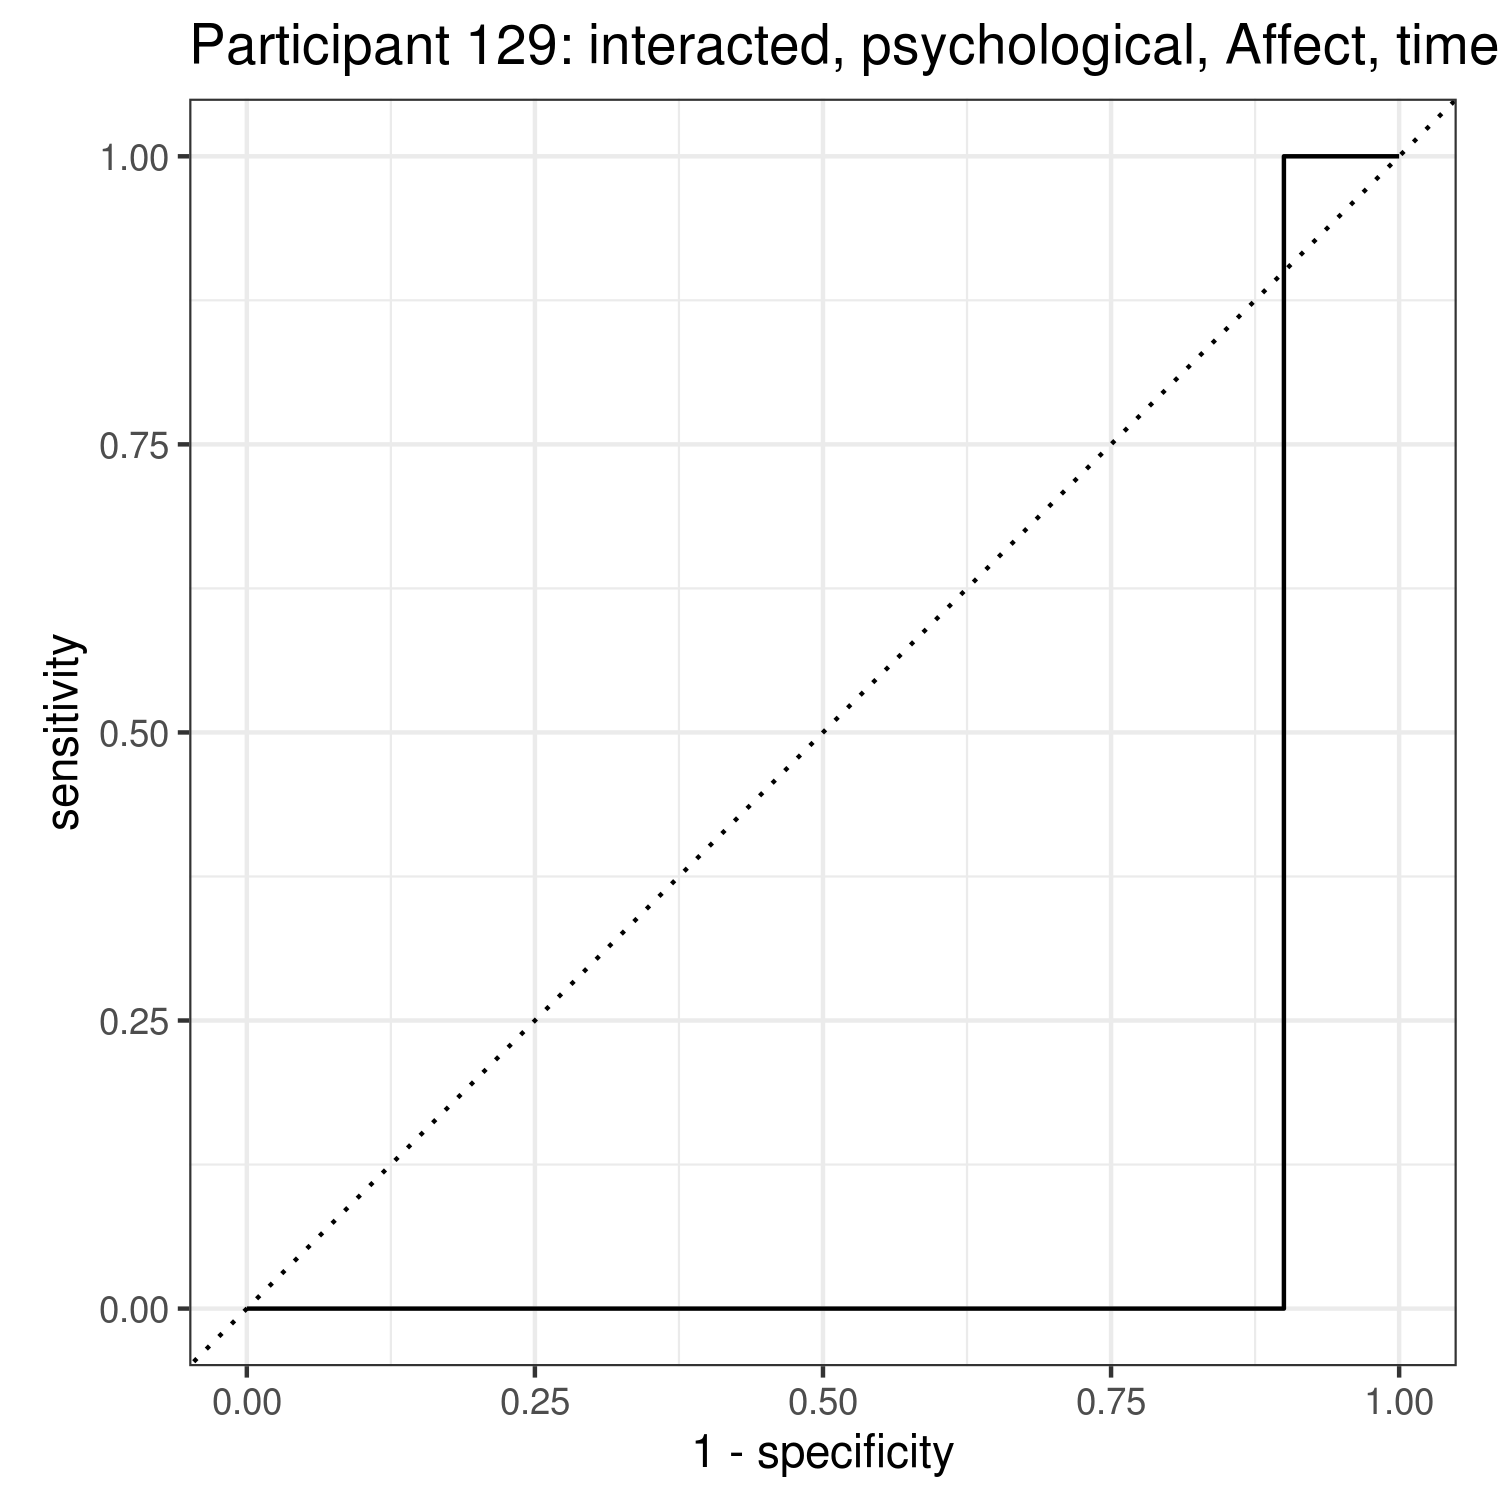 Participant 129: interacted, psychological, Affect, time
1.00
0.75
0.50
0.25
0.00
sensitivity
0.00 0.25 0.50 0.75 1.00
1 - specificity